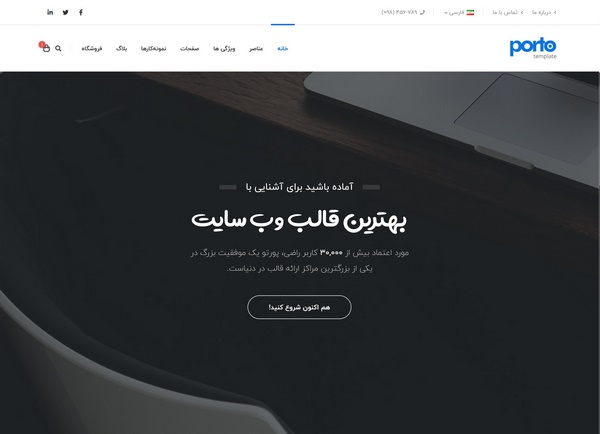 درباره ما
تماس با ما
فارسی
(۰۹۸) ۴۵۶-۷۸۹
porto
template
خانه
عناصر
ویژگی ها
صفحات
نمونه‌کارها
بلاگ
فروشگاه
آماده باشید برای آشنایی با
بهترین قالب وب سایت
مورد اعتماد بیش از ۳۰,۰۰۰ کاربر راضی، پورتو یک موفقیت بزرگ در
یکی از بزرگترین مراکز ارائه قالب در دنیاست.
هم اکنون شروع کنید!